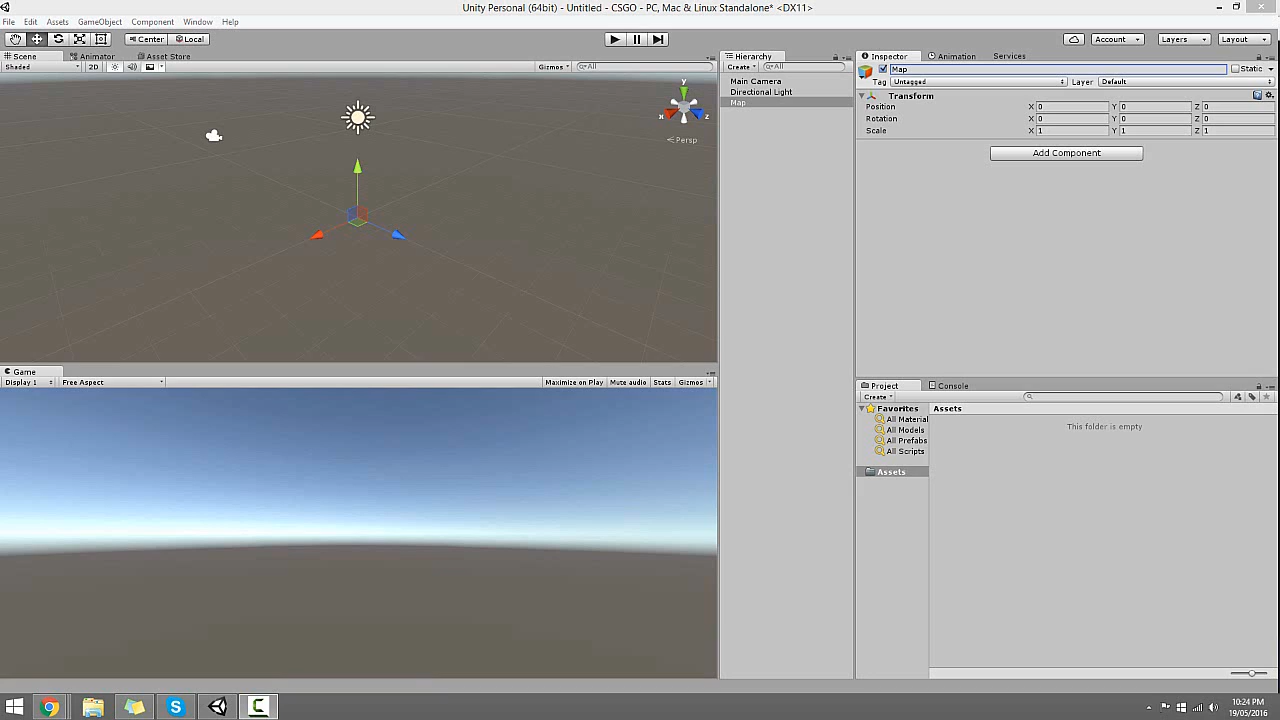 Unity Personal (64bit) - Untitled - CSGO - PC, Mac & Linux Standalone* <DX11>
File Edit Assets GameObject Component Window Help
Center Local Account Layers Layout
Scene Animator Asset Store
Shaded 2D Gizmos All
y
x z
Persp
Hierarchy
Create All
Main Camera
Directional Light
Map
Inspector Animation Services
Map Static
Tag Untagged Layer Default
Transform
Position X 0 Y 0 Z 0
Rotation X 0 Y 0 Z 0
Scale X 1 Y 1 Z 1
Add Component
Game
Display 1 Free Aspect Maximize on Play Mute audio Stats Gizmos
Project Console
Create
Favorites Assets
All Material
All Models
All Prefabs
All Scripts
Assets
This folder is empty
10:24 PM
19/05/2016